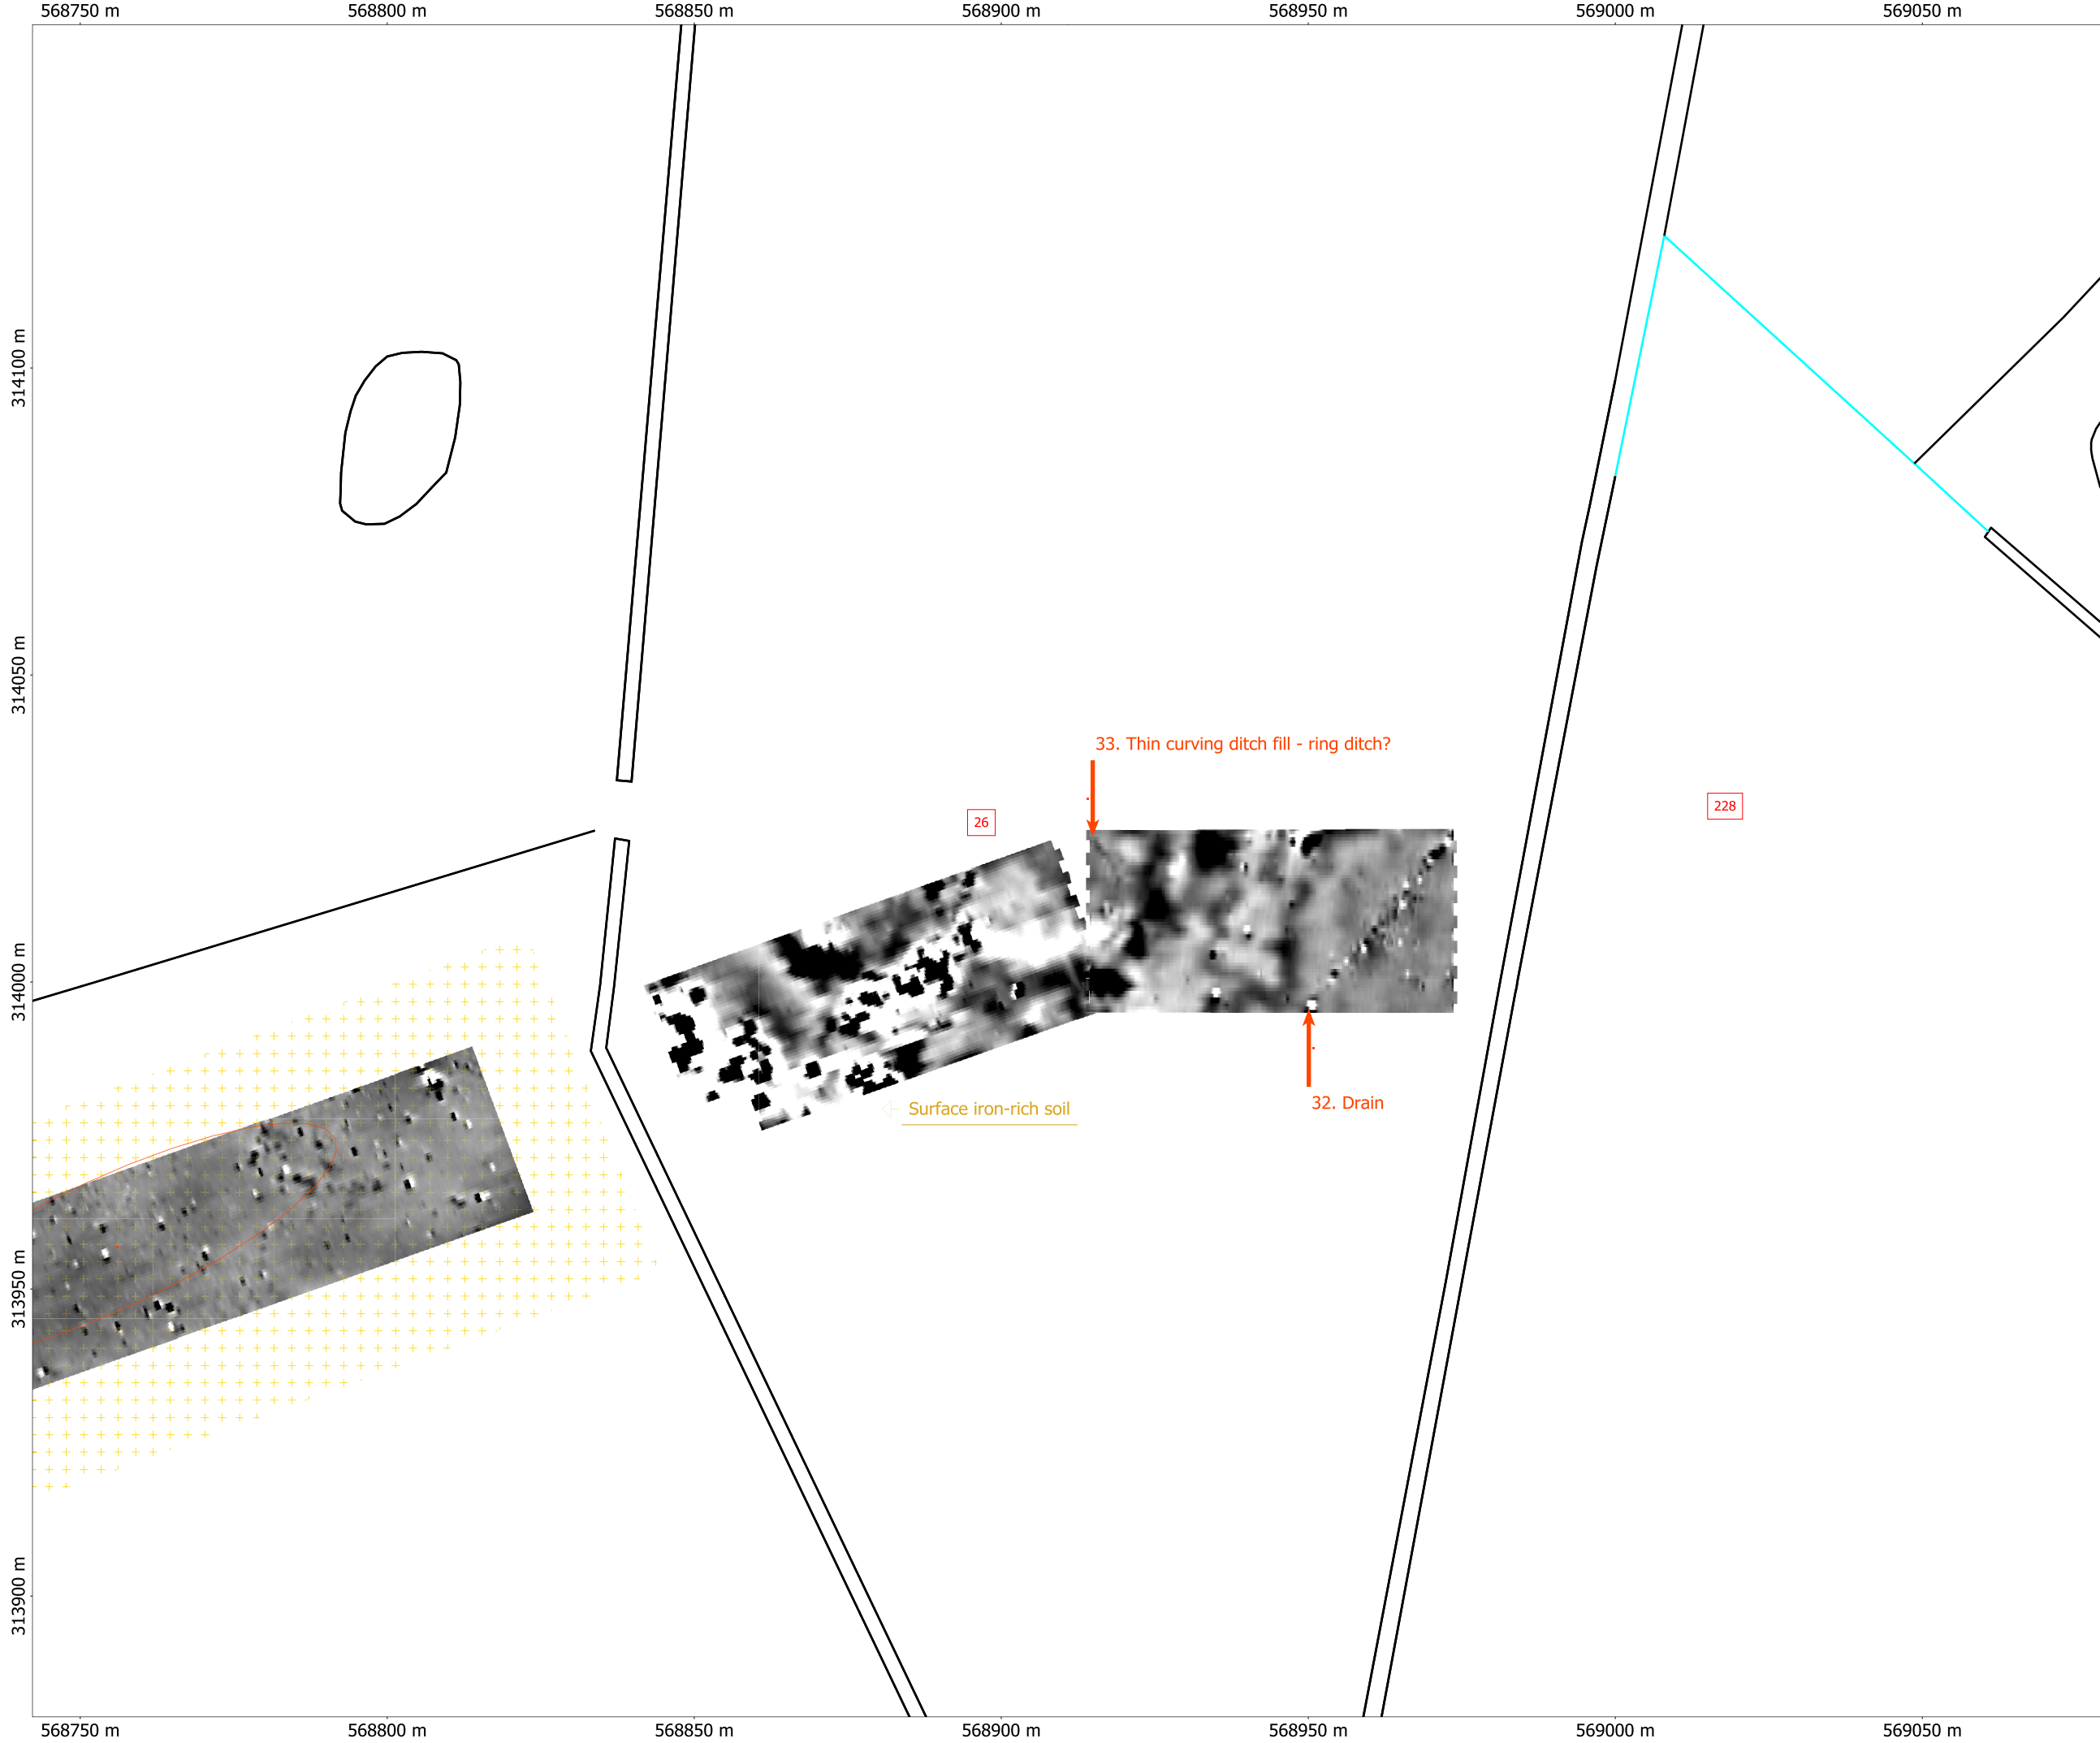 568750 m 568800 m 568850 m 568900 m 568950 m 569000 m 569050 m
314100 m
314050 m
33. Thin curving ditch fill - ring ditch?
26
228
314000 m
32. Drain
Surface iron-rich soil
313950 m
313900 m
568750 m 568800 m 568850 m 568900 m 568950 m 569000 m 569050 m